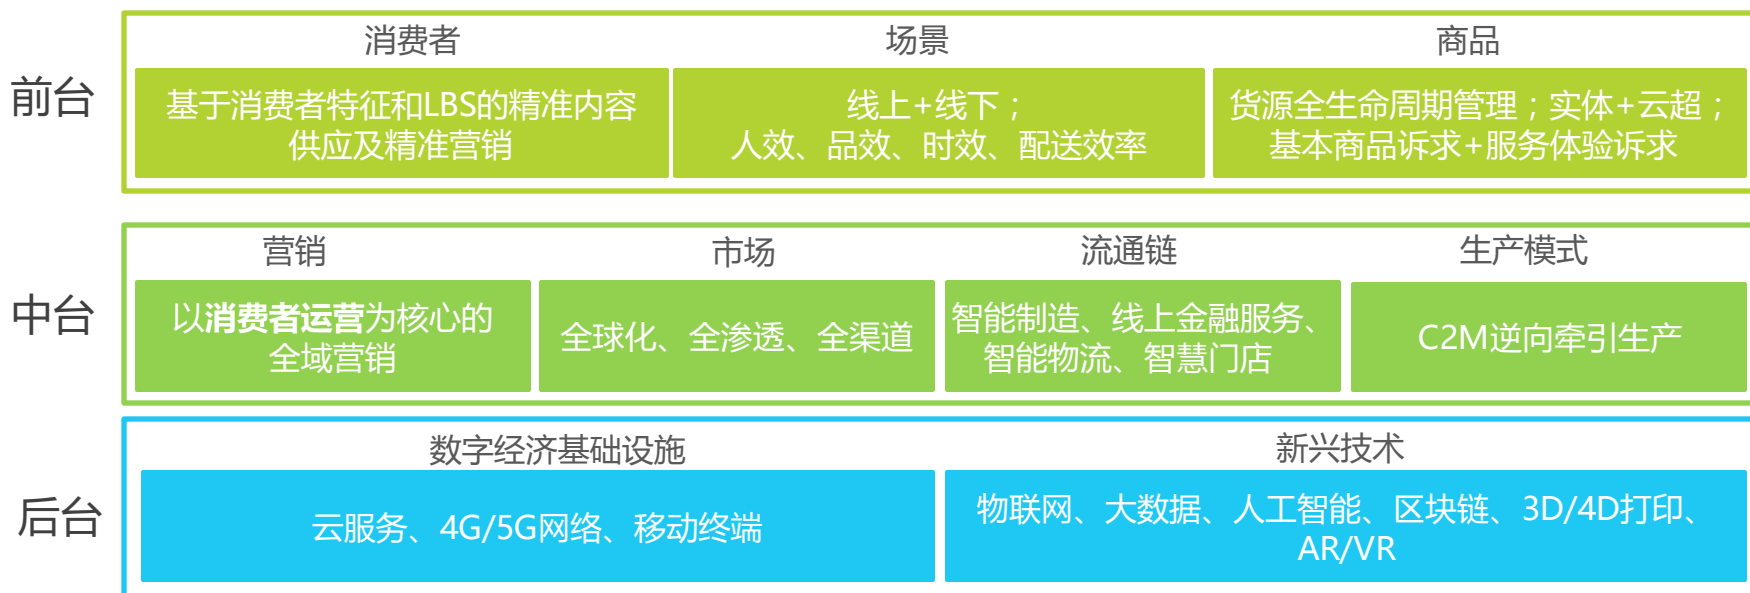 前台
消费者
基于消费者特征和LBS的精准内容
供应及精准营销
场景
线上+线下；
人效、品效、时效、配送效率
商品
货源全生命周期管理；实体+云超；
基本商品诉求+服务体验诉求
中台
营销
以消费者运营为核心的
全域营销
市场
全球化、全渗透、全渠道
流通链
智能制造、线上金融服务、
智能物流、智慧门店
生产模式
C2M逆向牵引生产
后台
数字经济基础设施
云服务、4G/5G网络、移动终端
新兴技术
物联网、大数据、人工智能、区块链、3D/4D打印、
AR/VR